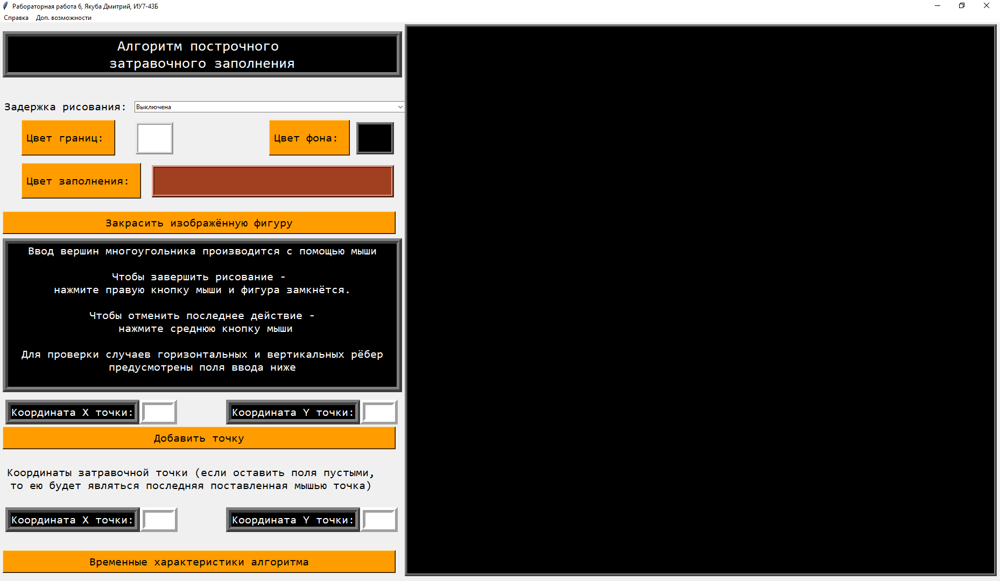 Рабораторная работа 6, Якуба Дмитрий, ИУ7-43Б
Справка Доп. возможности
Алгоритм построчного
затравочного заполнения
Задержка рисования: Выключена
Цвет границ: Цвет фона:
Цвет заполнения:
Закрасить изображённую фигуру
Ввод вершин многоугольника производится с помощью мыши
Чтобы завершить рисование -
нажмите правую кнопку мыши и фигура замкнётся.
Чтобы отменить последнее действие -
нажмите среднюю кнопку мыши
Для проверки случаев горизонтальных и вертикальных рёбер
предусмотрены поля ввода ниже
Координата X точки: Координата Y точки:
Добавить точку
Координаты затравочной точки (если оставить поля пустыми,
то ею будет являться последняя поставленная мышью точка)
Координата X точки: Координата Y точки:
Временные характеристики алгоритма